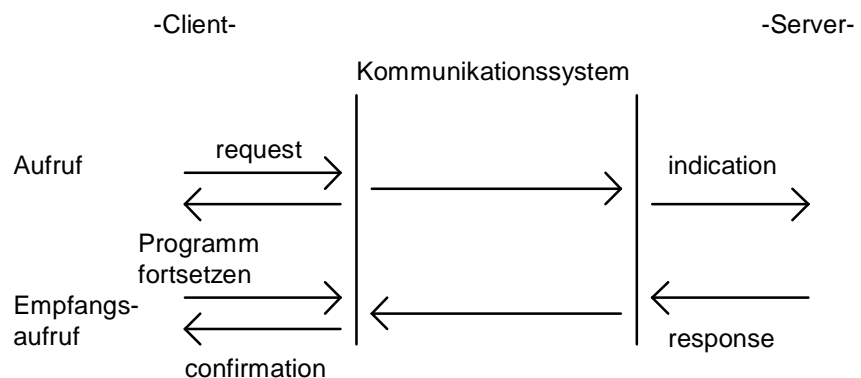 -Client-
-Server-
Kommunikationssystem
Aufruf
request
indication
Programm
fortsetzen
Empfangs-
aufruf
response
confirmation